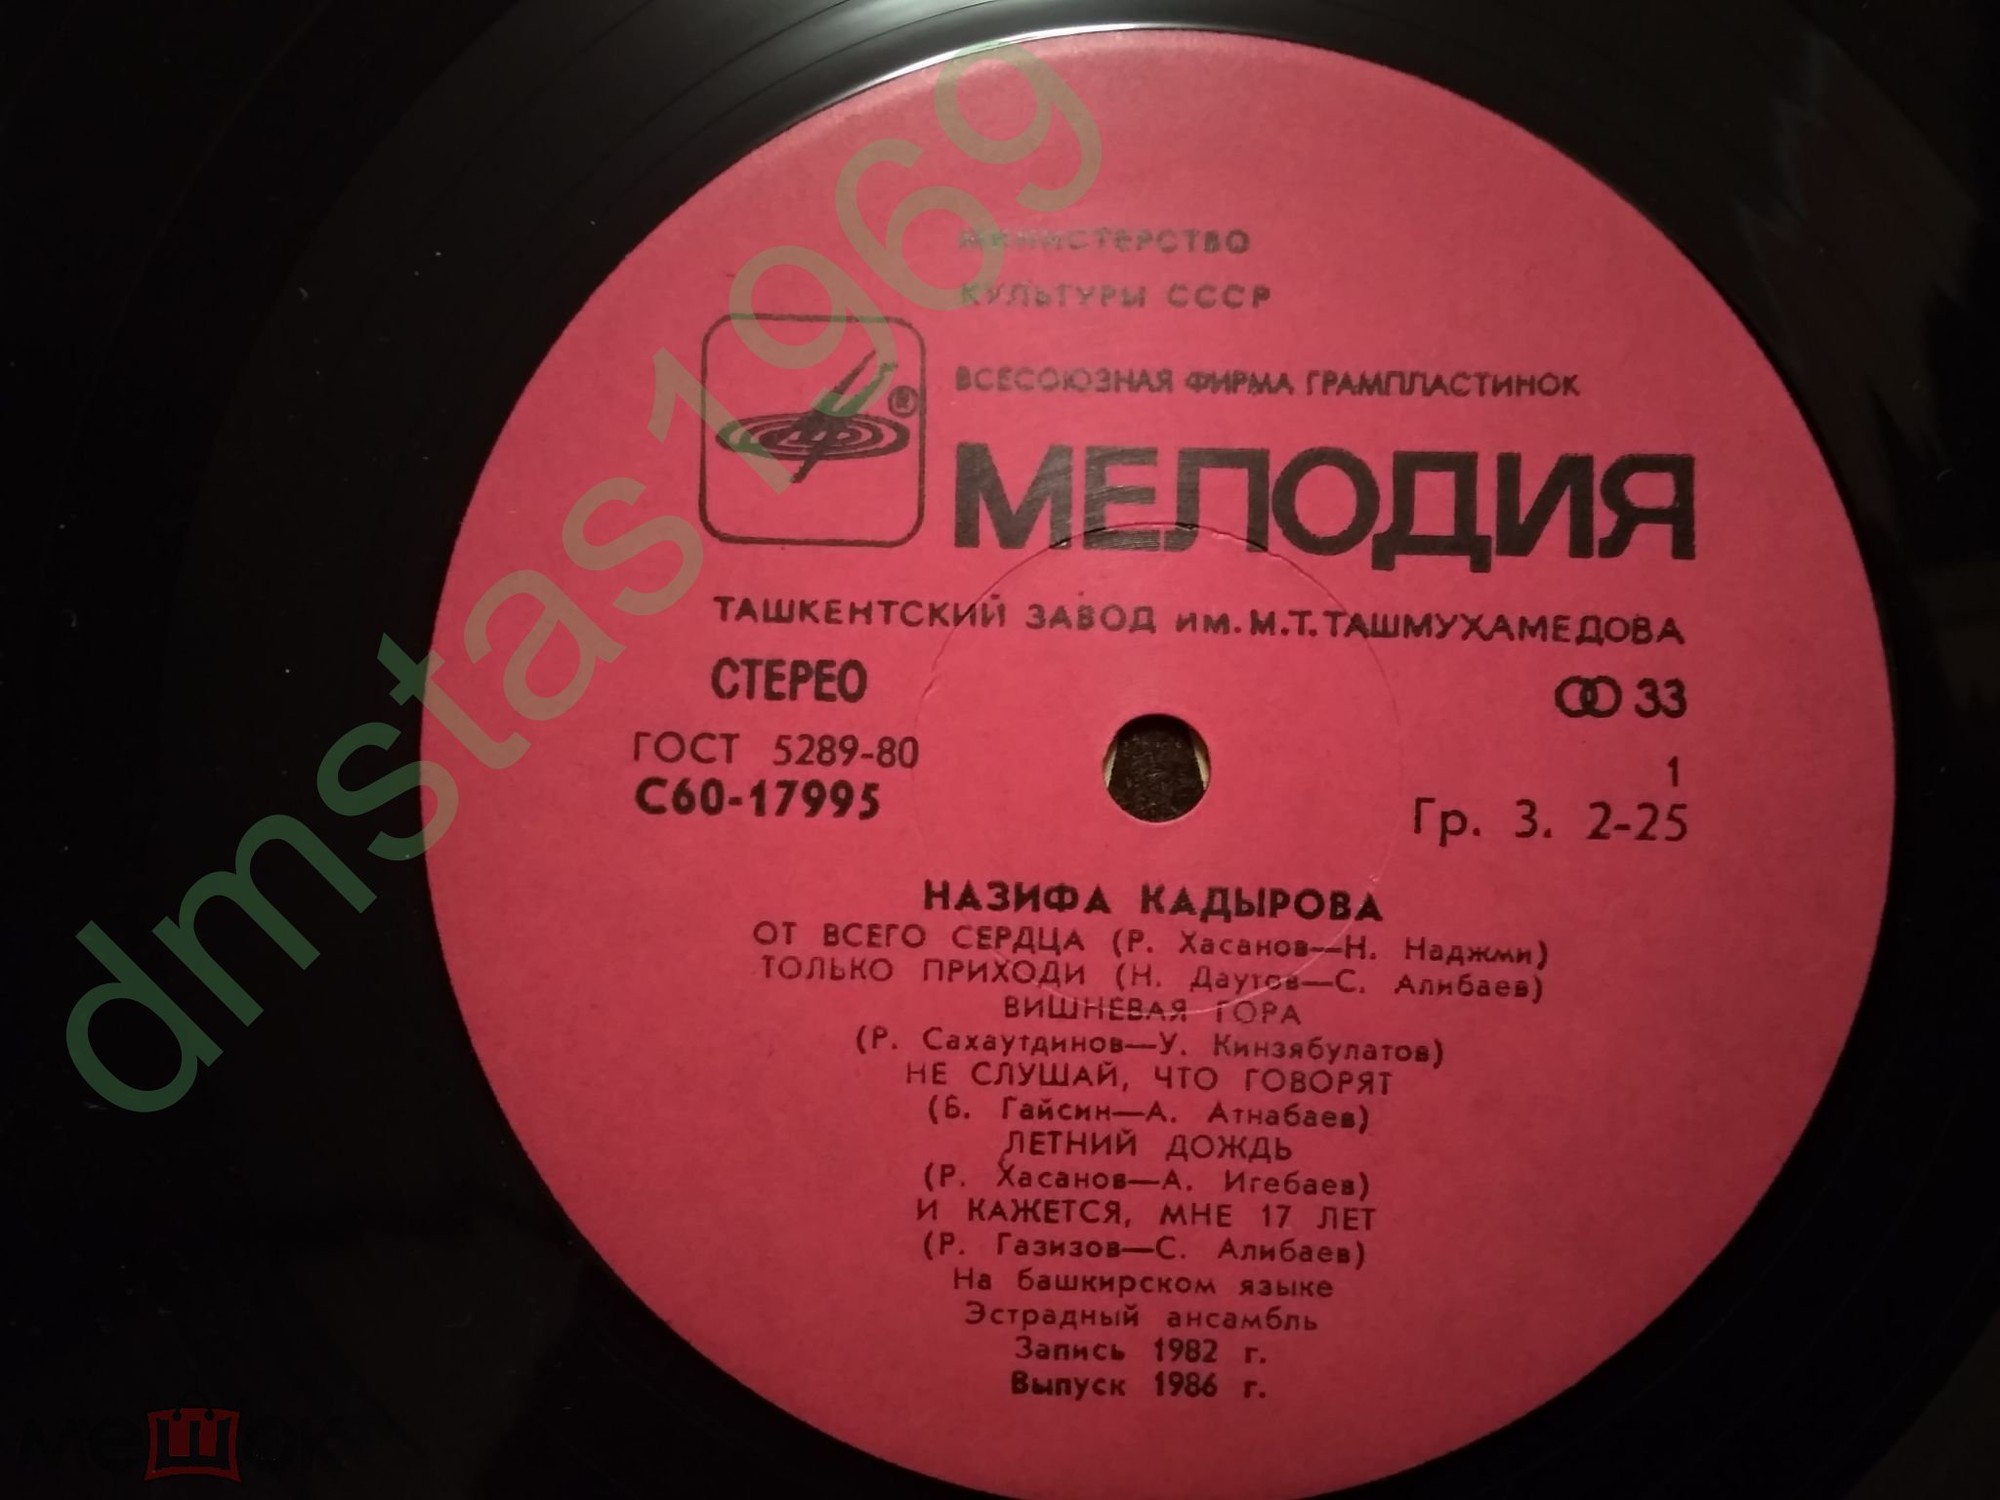 МИНИСТЕРСТВО
КУЛЬТУРЫ СССР
ВСЕСОЮЗНАЯ ФИРМА ГРАМПЛАСТИНОК
®
МЕЛОДИЯ
ТАШКЕНТСКИЙ ЗАВОД им. М.Т. ТАШМУХАМЕДОВА
СТЕРЕО
33
ГОСТ 5289-80
1
С60-17995
Гр. 3. 2-25
НАЗИФА КАДЫРОВА
ОТ ВСЕГО СЕРДЦА (Р. Хасанов—Н. Наджми)
ТОЛЬКО ПРИХОДИ (Н. Даутов—С. Алибаев)
ВИШНЕВАЯ ГОРА
(Р. Сахаутдинов—У. Кинзябулатов)
НЕ СЛУШАЙ, ЧТО ГОВОРЯТ
(Б. Гайсин—А. Атнабаев)
ЛЕТНИЙ ДОЖДЬ
(Р. Хасанов—А. Игебаев)
И КАЖЕТСЯ, МНЕ 17 ЛЕТ
(Р. Газизов—С. Алибаев)
На башкирском языке
Эстрадный ансамбль
Запись 1982 г.
Выпуск 1986 г.
dmstas1969
мешок